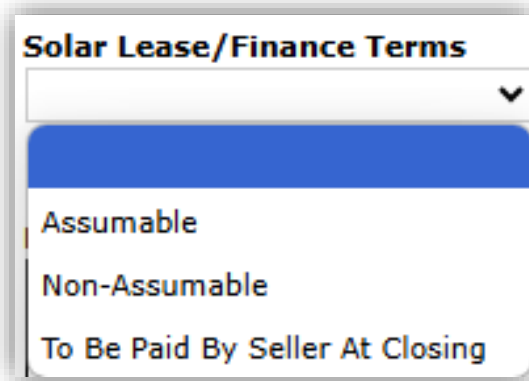 Solar Lease/Finance Terms
Assumable
Non-Assumable
To Be Paid By Seller At Closing